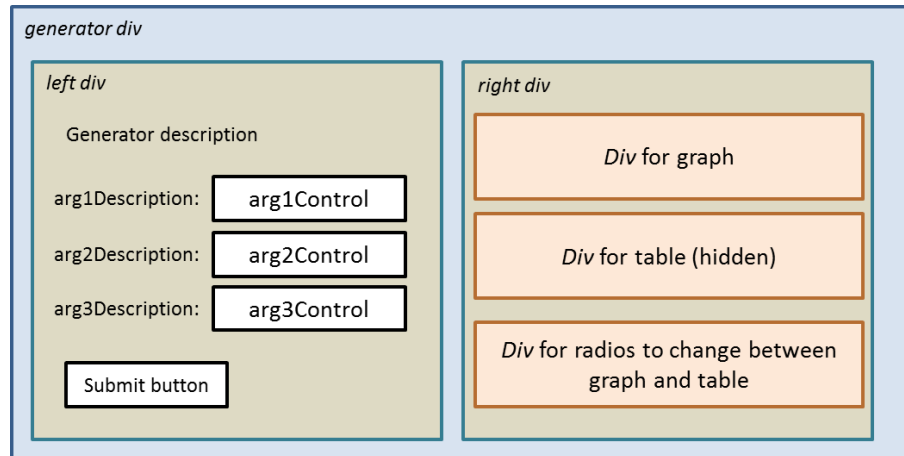 generator div
left div
Generator description
arg1Description:
arg1Control
arg2Description:
arg2Control
arg3Description:
arg3Control
Submit button
right div
Div for graph
Div for table (hidden)
Div for radios to change between
graph and table